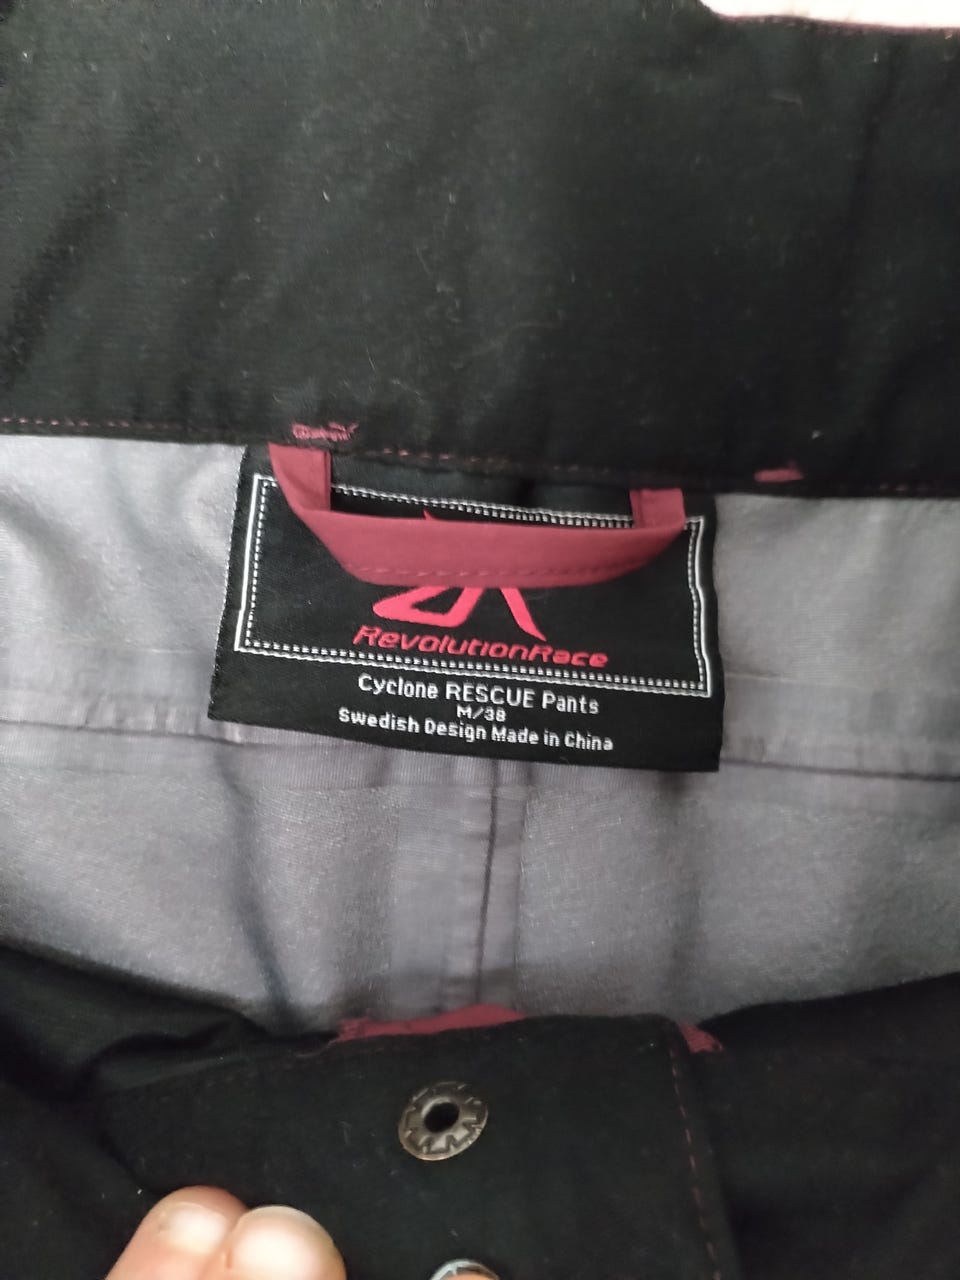 RevolutionRace
Cyclone RESCUE Pants
M/38
Swedish Design Made in China